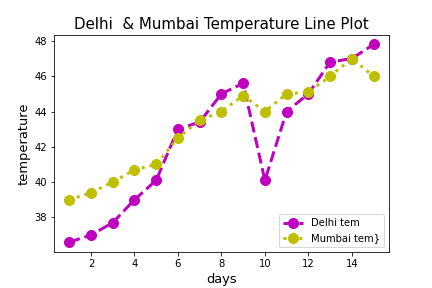 Delhi  & Mumbai Temperature Line Plot
48
46
44
42
40
38
temperature
2 4 6 8 10 12 14
days
Delhi tem
Mumbai tem}